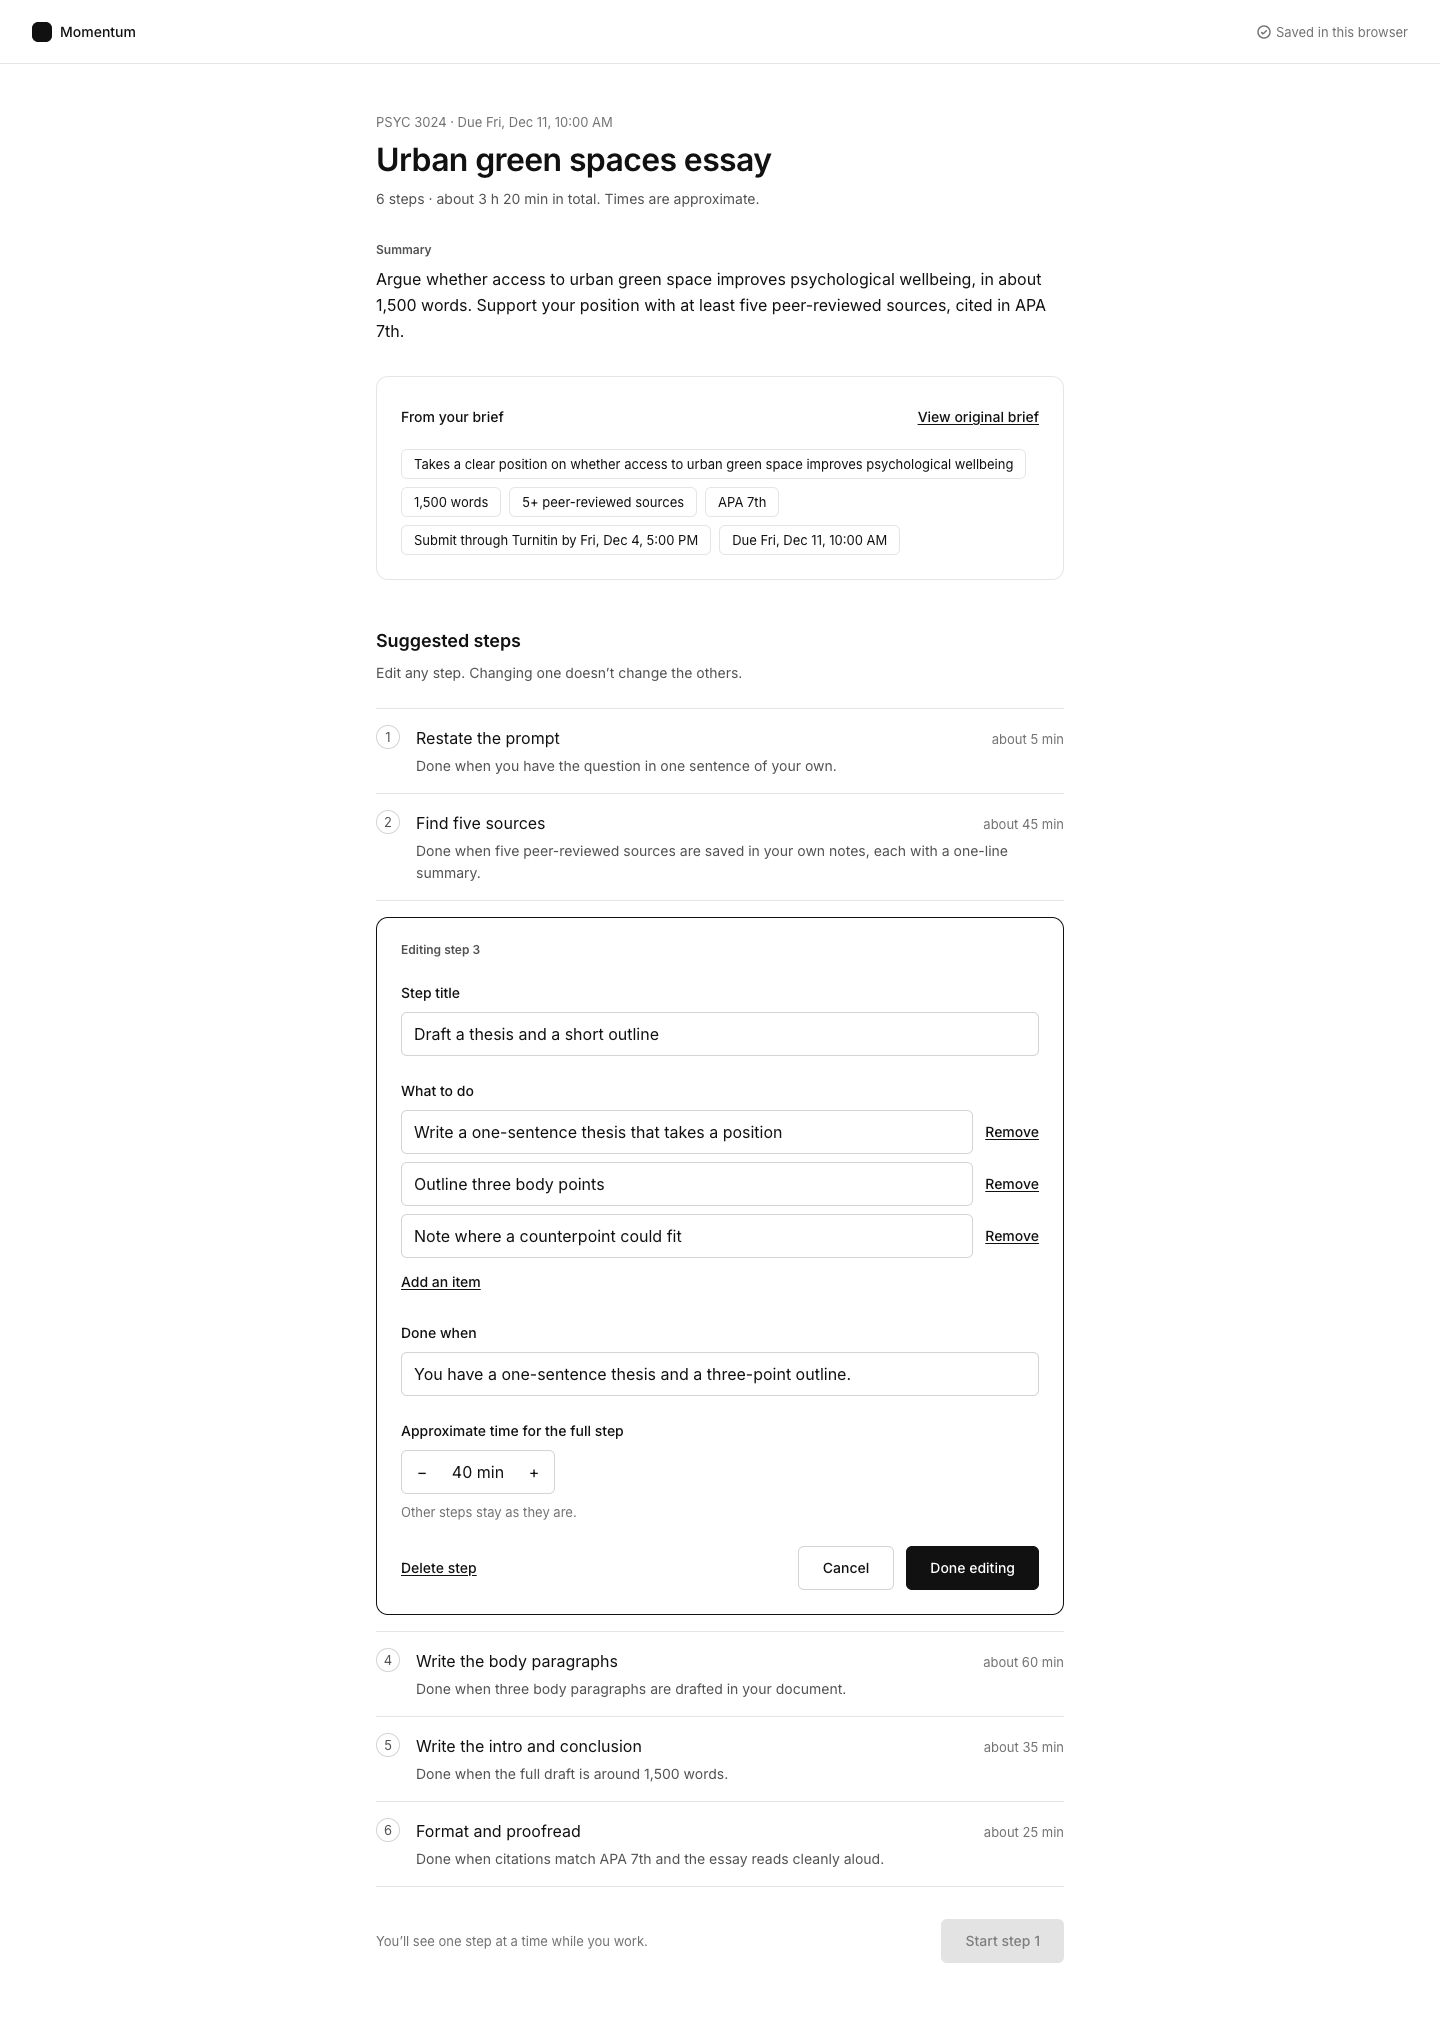 Momentum
Saved in this browser
PSYC 3024 · Due Fri, Dec 11, 10:00 AM
Urban green spaces essay
6 steps · about 3 h 20 min in total. Times are approximate.
Summary
Argue whether access to urban green space improves psychological wellbeing, in about
1,500 words. Support your position with at least five peer-reviewed sources, cited in APA
7th.
From your brief
View original brief
Takes a clear position on whether access to urban green space improves psychological wellbeing
1,500 words
5+ peer-reviewed sources
APA 7th
Submit through Turnitin by Fri, Dec 4, 5:00 PM
Due Fri, Dec 11, 10:00 AM
Suggested steps
Edit any step. Changing one doesn’t change the others.
1
Restate the prompt
about 5 min
Done when you have the question in one sentence of your own.
2
Find five sources
about 45 min
Done when five peer-reviewed sources are saved in your own notes, each with a one-line
summary.
Editing step 3
Step title
Draft a thesis and a short outline
What to do
Write a one-sentence thesis that takes a position
Remove
Outline three body points
Remove
Note where a counterpoint could fit
Remove
Add an item
Done when
You have a one-sentence thesis and a three-point outline.
Approximate time for the full step
− 40 min +
Other steps stay as they are.
Delete step
Cancel
Done editing
4
Write the body paragraphs
about 60 min
Done when three body paragraphs are drafted in your document.
5
Write the intro and conclusion
about 35 min
Done when the full draft is around 1,500 words.
6
Format and proofread
about 25 min
Done when citations match APA 7th and the essay reads cleanly aloud.
You’ll see one step at a time while you work.
Start step 1